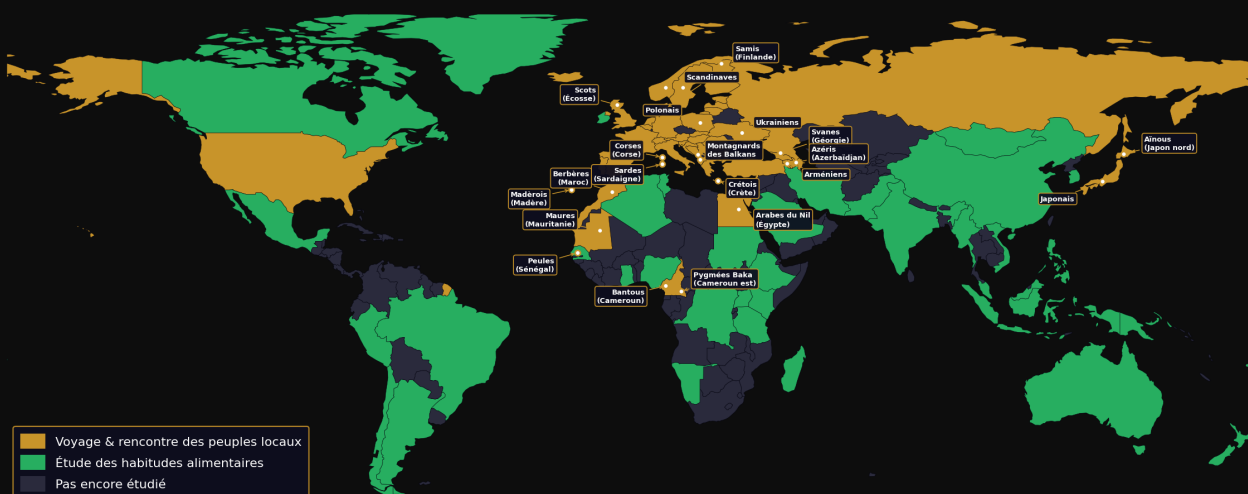 Samis
(Finlande)
Scandinaves
Scots
(Écosse)
Polonais
Ukrainiens
Svanes
(Géorgie)
Aïnous
(Japon nord)
Corses
(Corse)
Montagnards
des Balkans
Azéris
(Azerbaïdjan)
Sardes
(Sardaigne)
Arméniens
Berbères
(Maroc)
Crétois
(Crète)
Madérois
(Madère)
Japonais
Maures
(Mauritanie)
Arabes du Nil
(Égypte)
Peules
(Sénégal)
Pygmées Baka
(Cameroun est)
Bantous
(Cameroun)
Voyage & rencontre des peuples locaux
Étude des habitudes alimentaires
Pas encore étudié